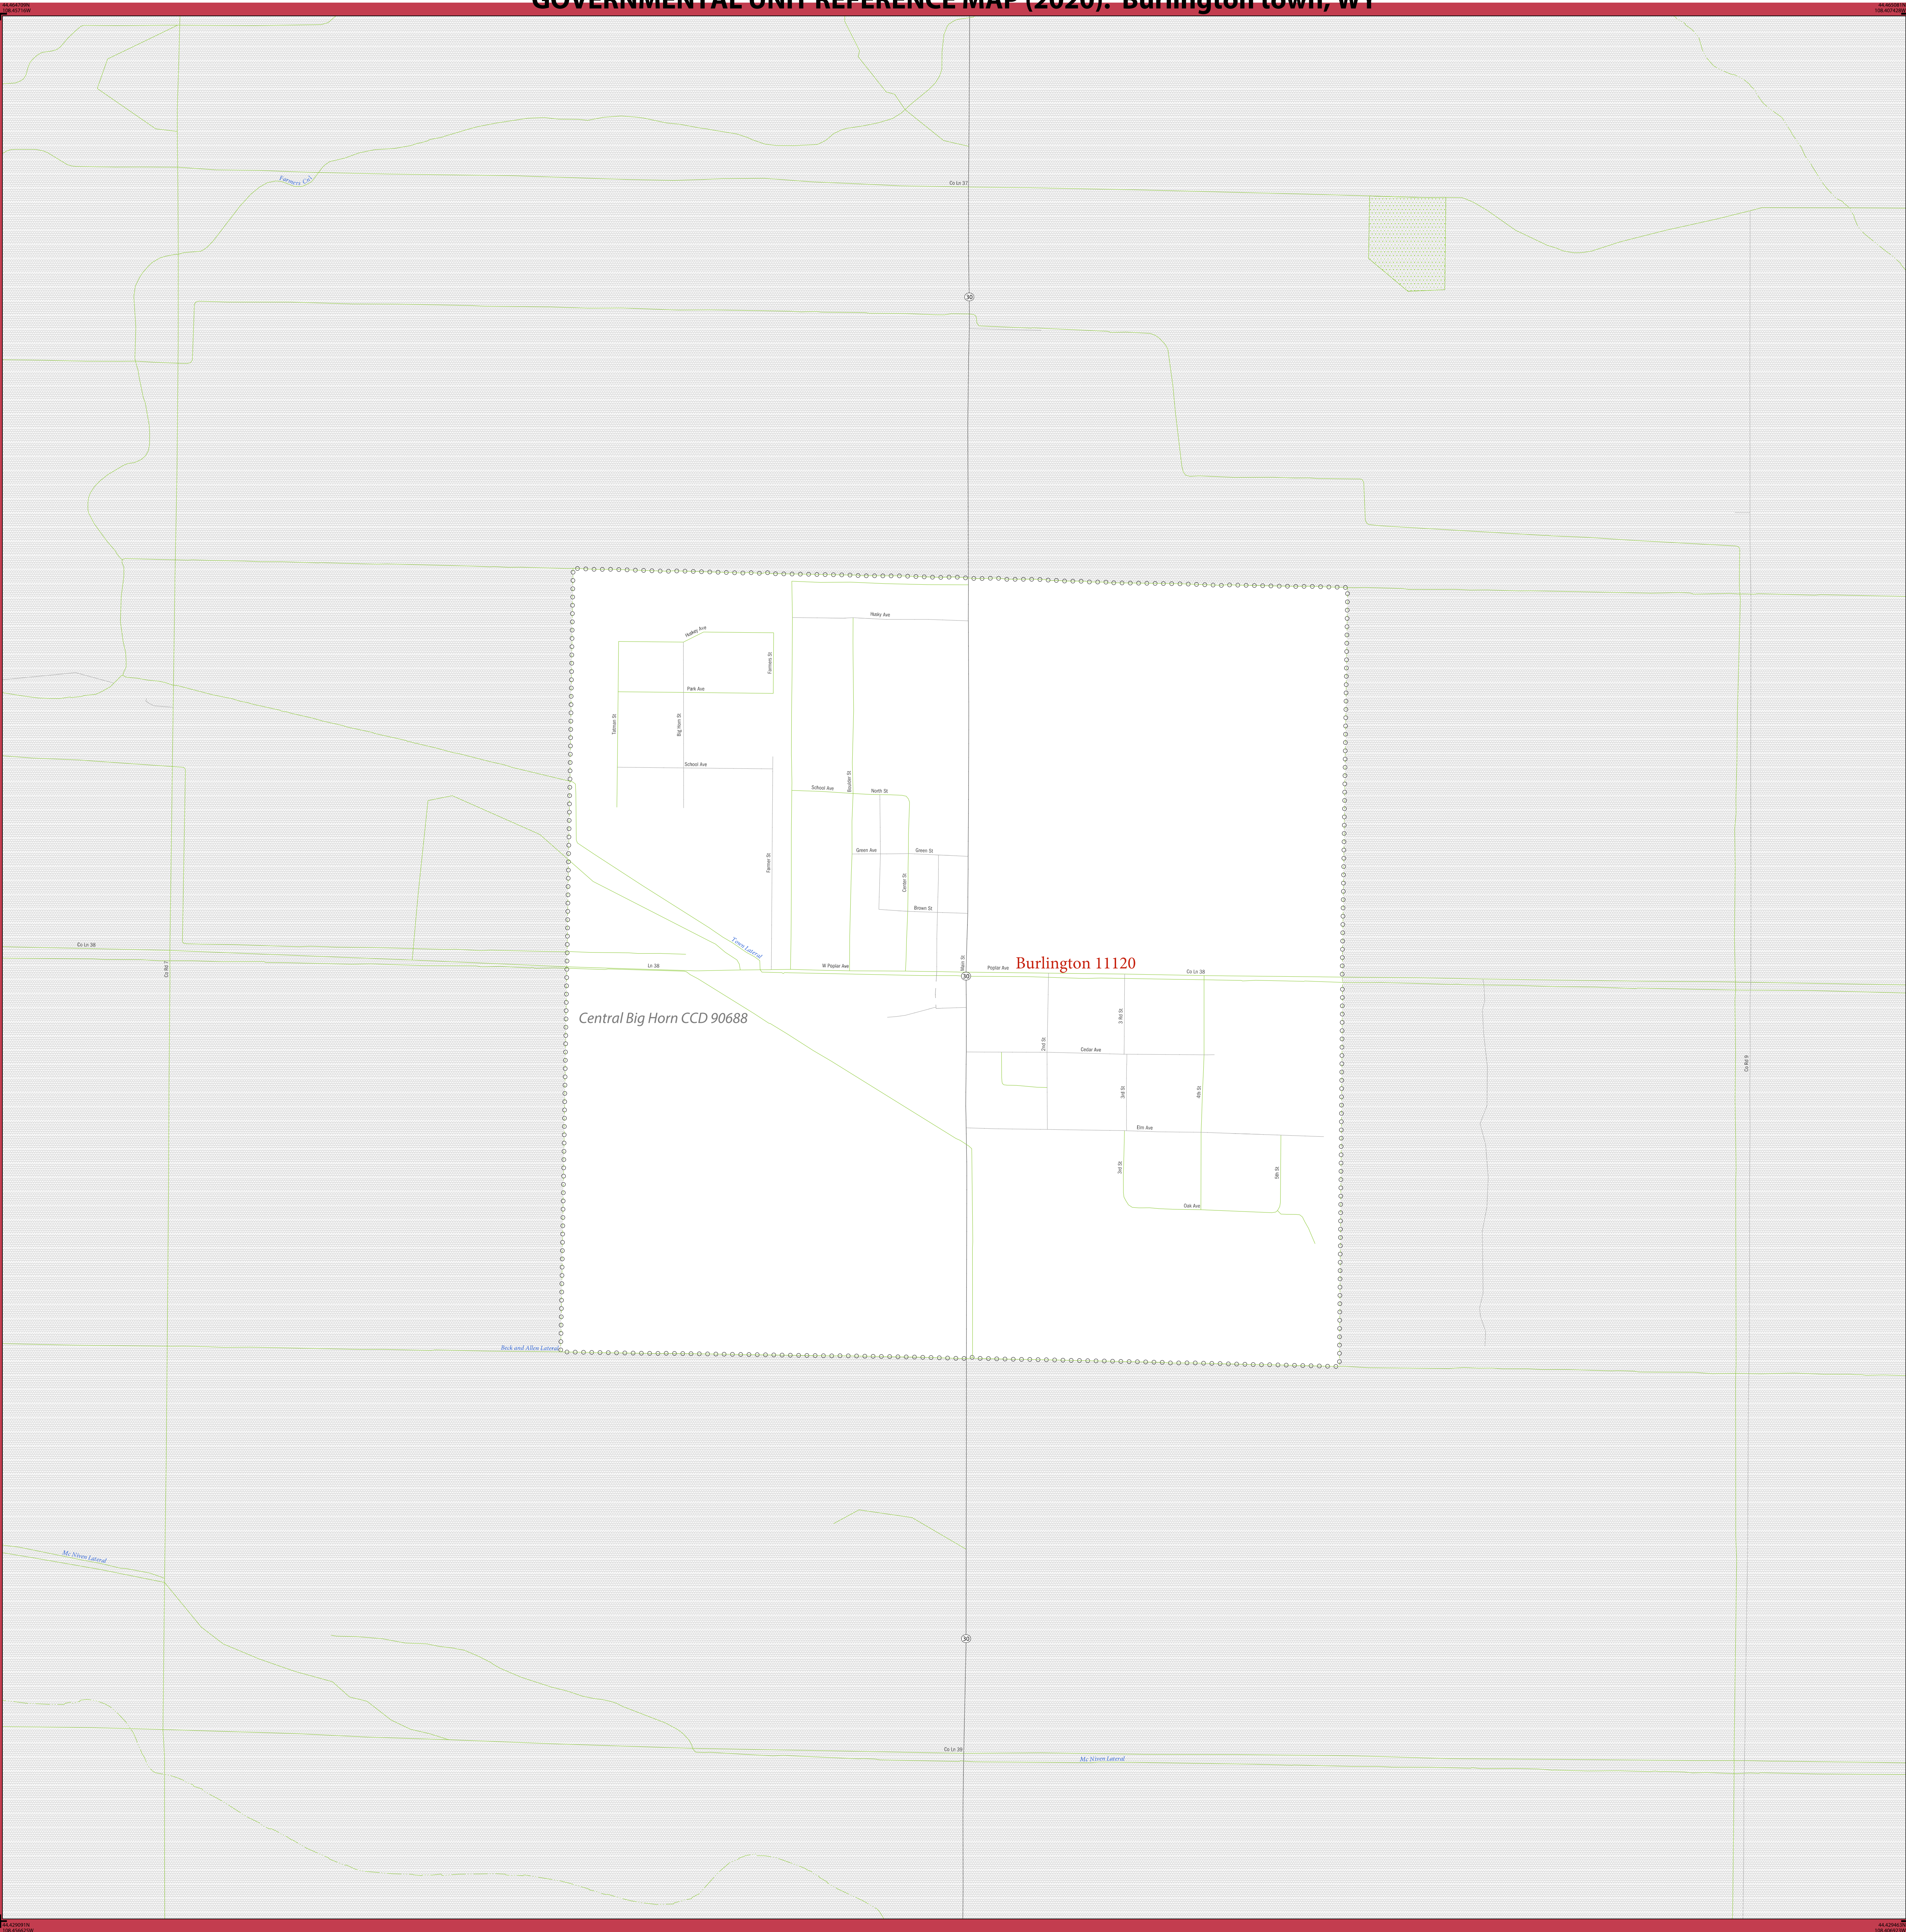 GOVERNMENTAL UNIT REFERENCE MAP (2020): Burlington town, WY
Farmers Cnl
Co Ln 37
30
Haley Ave
Farmers St
Park Ave
Tatman St
Big Horn St
School Ave
School Ave
Boulder St
North St
Green Ave
Green St
Farmer St
Center St
Brown St
Town Lateral
Co Ln 38
Co Rd 7
Ln 38
W Poplar Ave
Main St
30
Poplar Ave
Burlington 11120
Co Ln 38
Central Big Horn CCD 90688
3 Rd St
2nd St
Cedar Ave
3rd St
4th St
Co Rd 9
Elm Ave
3rd St
5th St
Oak Ave
Beck and Allen Lateral
Mc Niven Lateral
30
Co Ln 39
Mc Niven Lateral